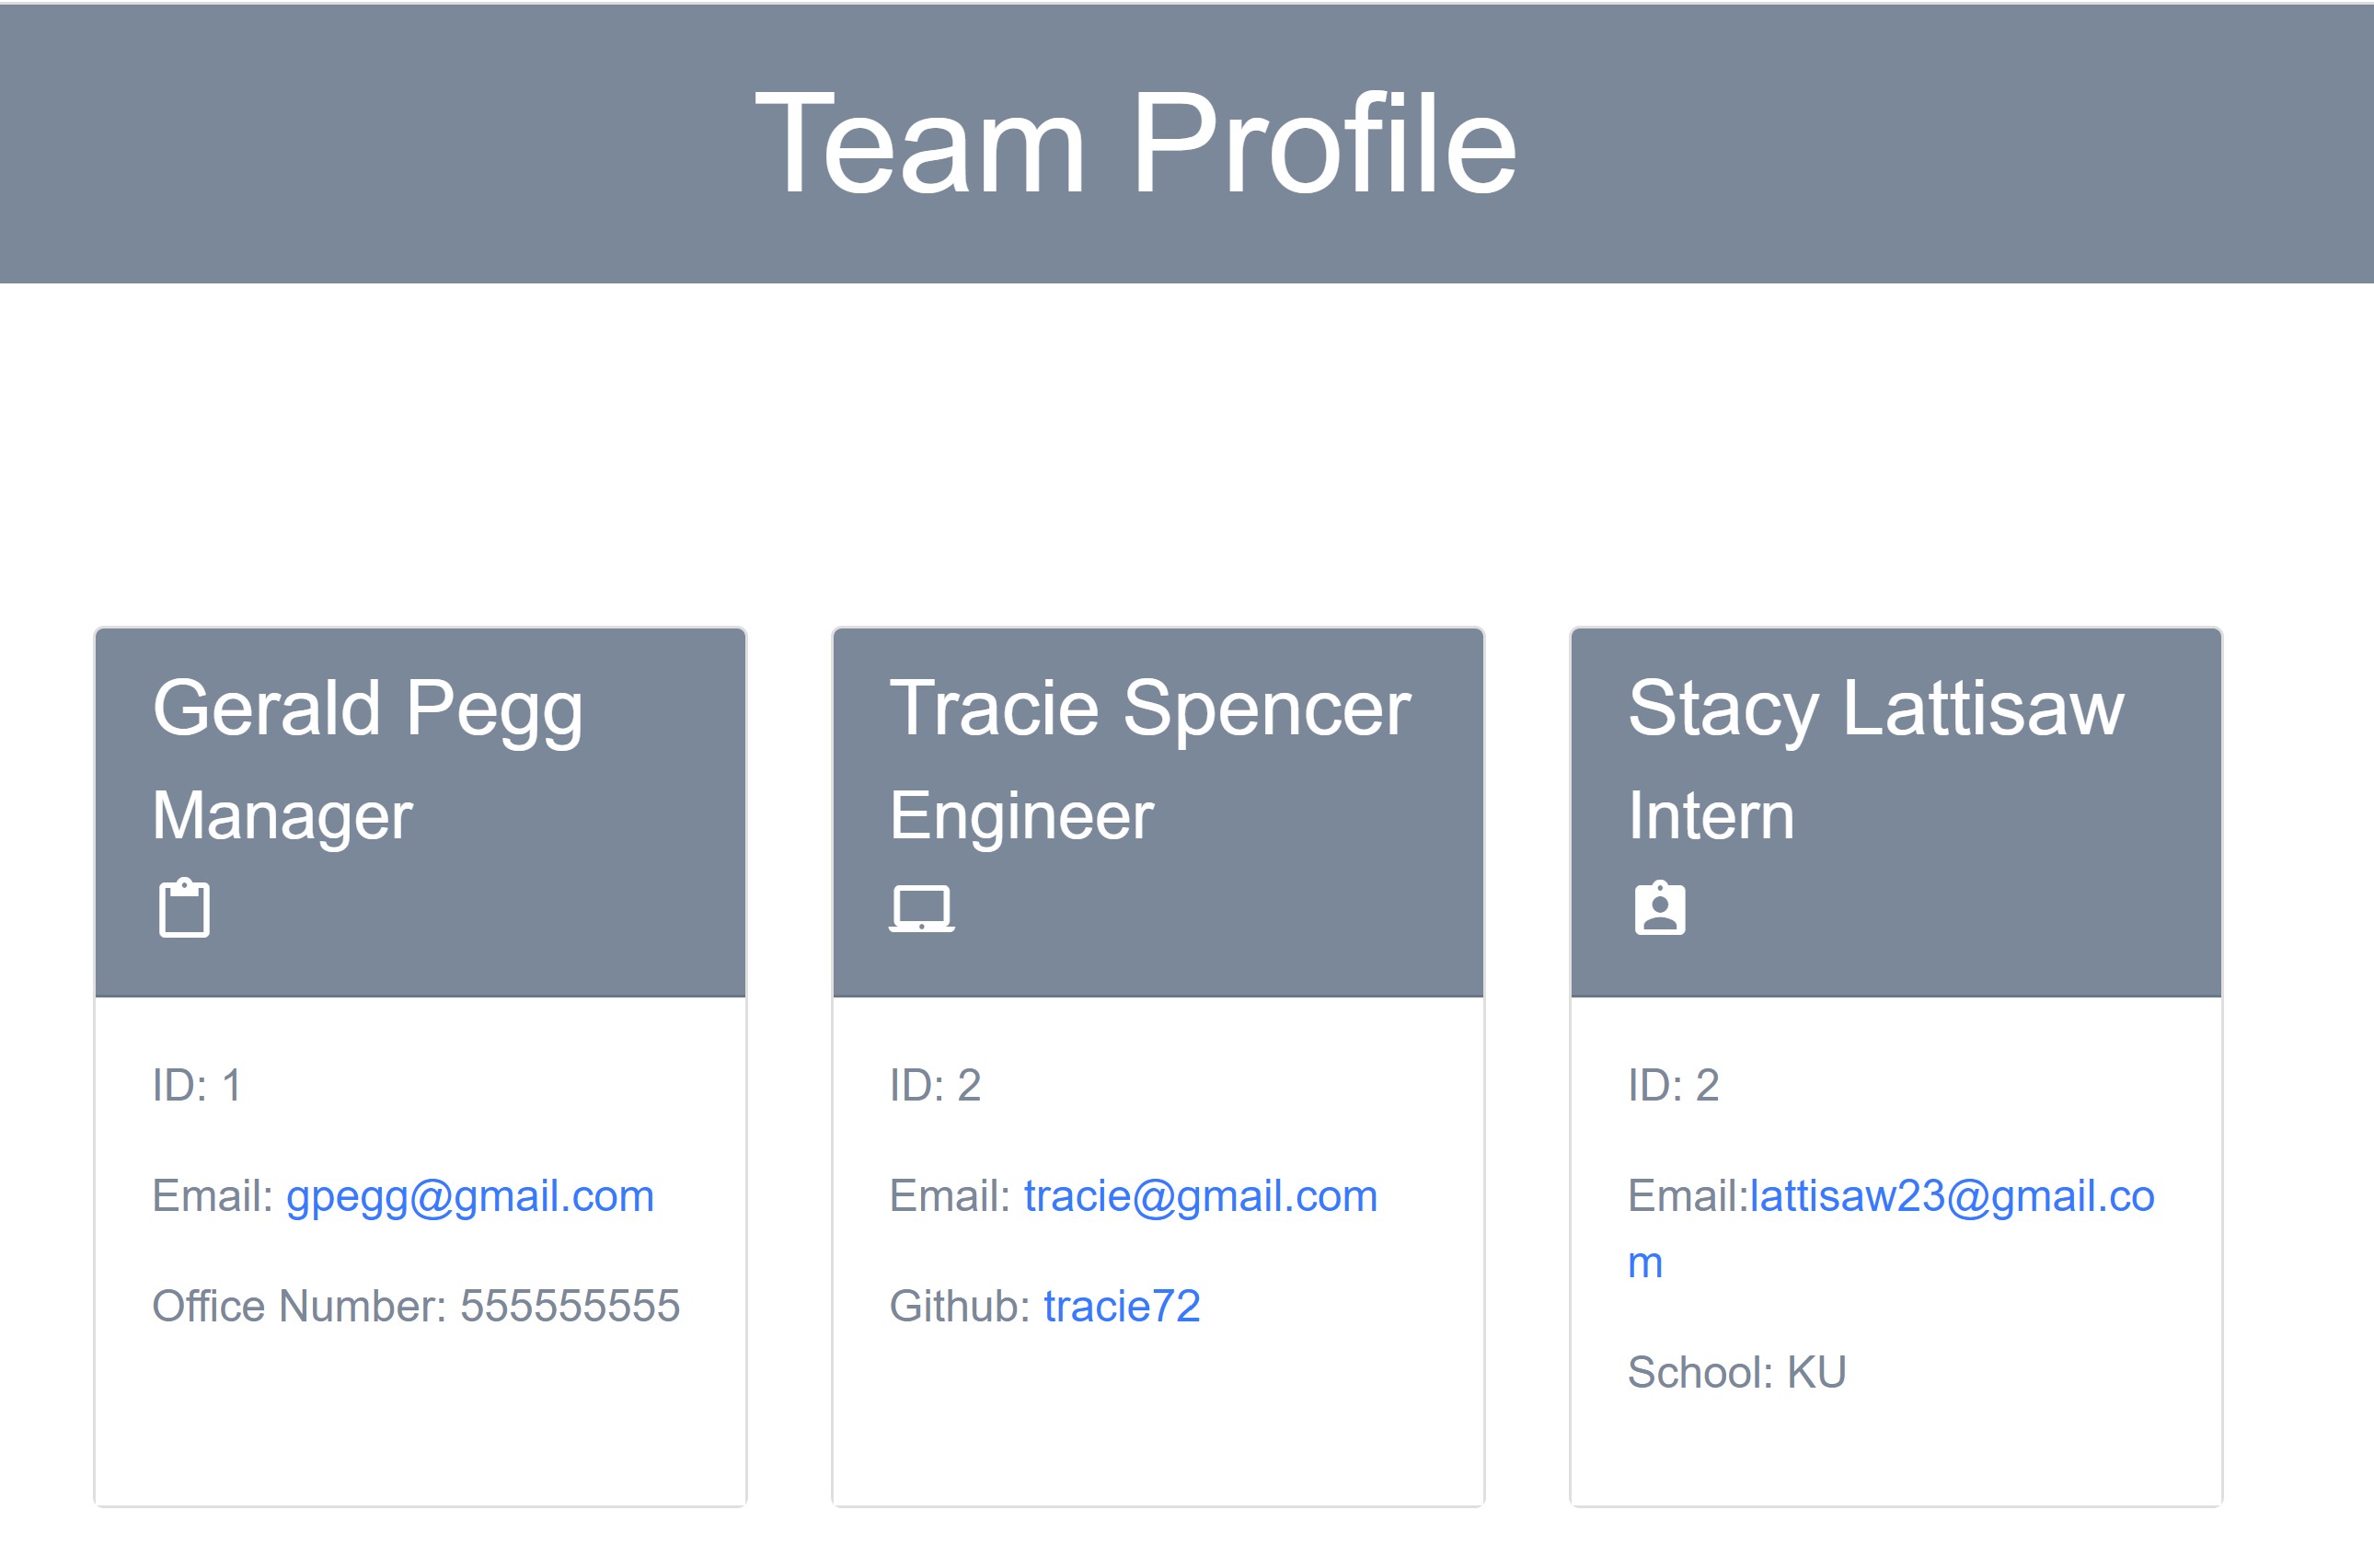 Team Profile
Gerald Pegg
Manager
ID: 1
Email: gpegg@gmail.com
Office Number: 555555555
Tracie Spencer
Engineer
ID: 2
Email: tracie@gmail.com
Github: tracie72
Stacy Lattisaw
Intern
ID: 2
Email:lattisaw23@gmail.co
m
School: KU